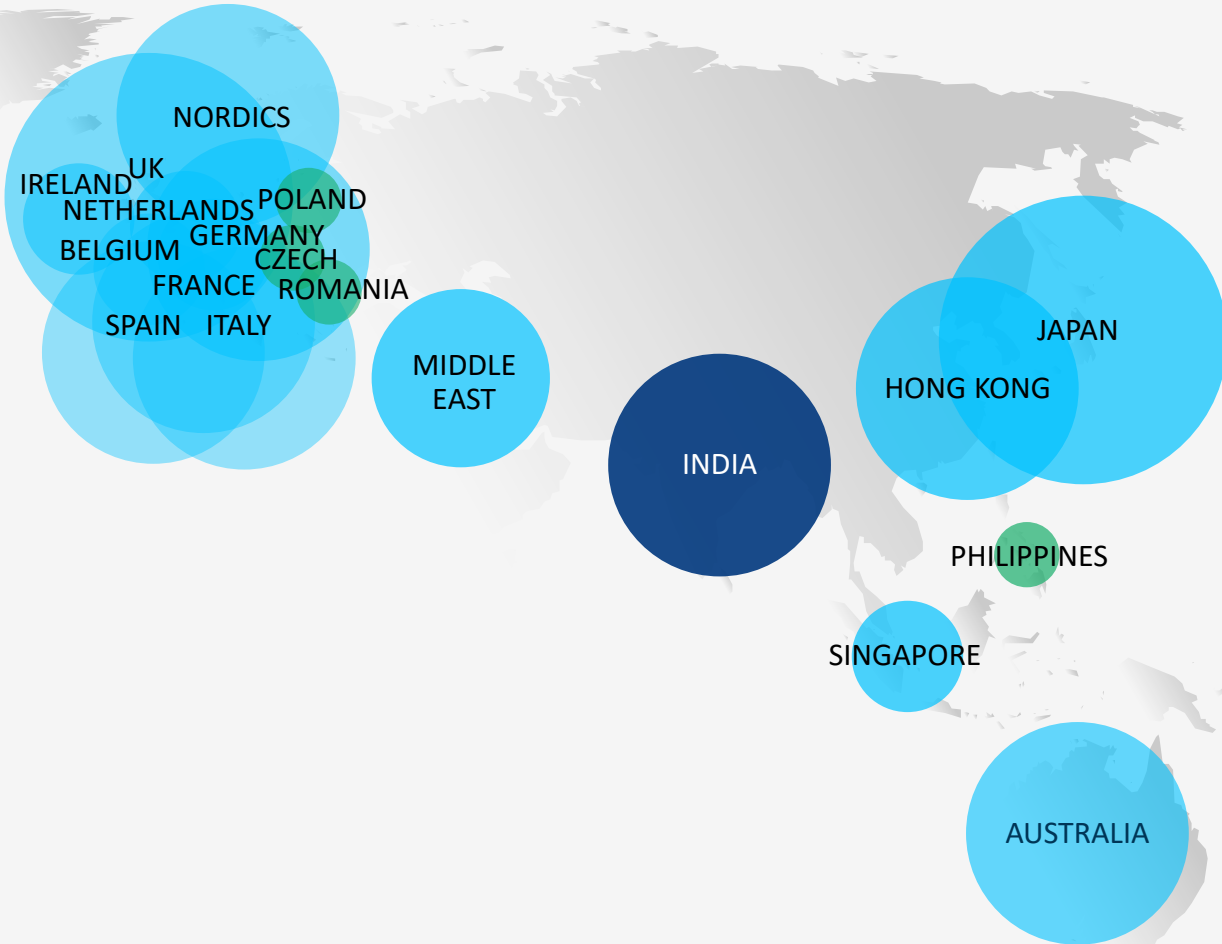 NORDICS
UK
IRELAND
POLAND
NETHERLANDS
GERMANY
BELGIUM
CZECH
FRANCE
ROMANIA
SPAIN
ITALY
MIDDLE
EAST
JAPAN
HONG KONG
INDIA
PHILIPPINES
SINGAPORE
AUSTRALIA